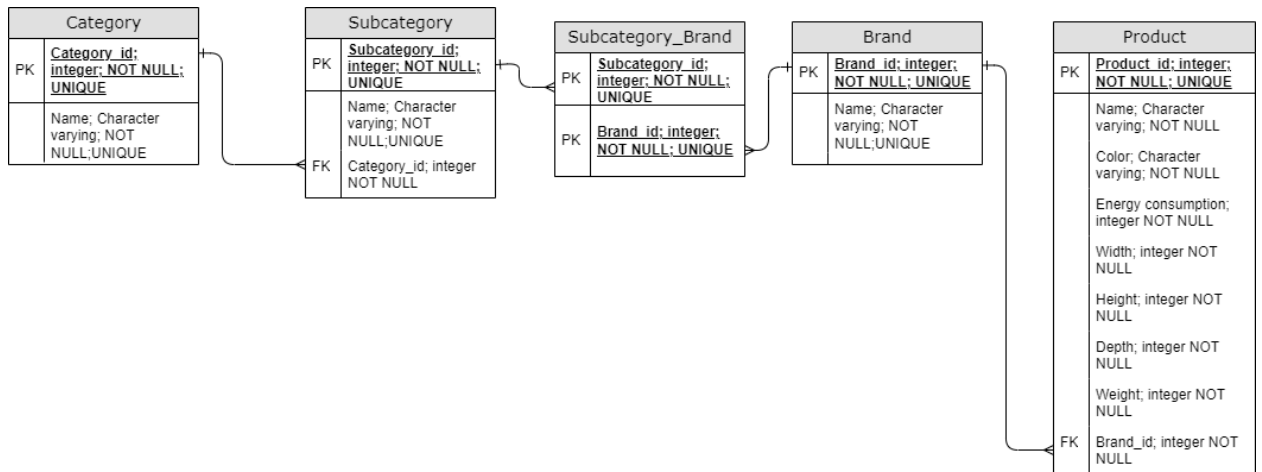 Category
PK
Category_id;
integer; NOT NULL;
UNIQUE
Name; Character
varying; NOT
NULL;UNIQUE
Subcategory
PK
Subcategory_id;
integer; NOT NULL;
UNIQUE
Name; Character
varying; NOT
NULL;UNIQUE
FK
Category_id; integer
NOT NULL
Subcategory_Brand
PK
Subcategory_id;
integer; NOT NULL;
UNIQUE
PK
Brand_id; integer;
NOT NULL; UNIQUE
Brand
PK
Brand_id; integer;
NOT NULL; UNIQUE
Name; Character
varying; NOT
NULL;UNIQUE
Product
PK
Product_id; integer;
NOT NULL; UNIQUE
Name; Character
varying; NOT NULL
Color; Character
varying; NOT NULL
Energy consumption;
integer NOT NULL
Width; integer NOT
NULL
Height; integer NOT
NULL
Depth; integer NOT
NULL
Weight; integer NOT
NULL
FK
Brand_id; integer NOT
NULL